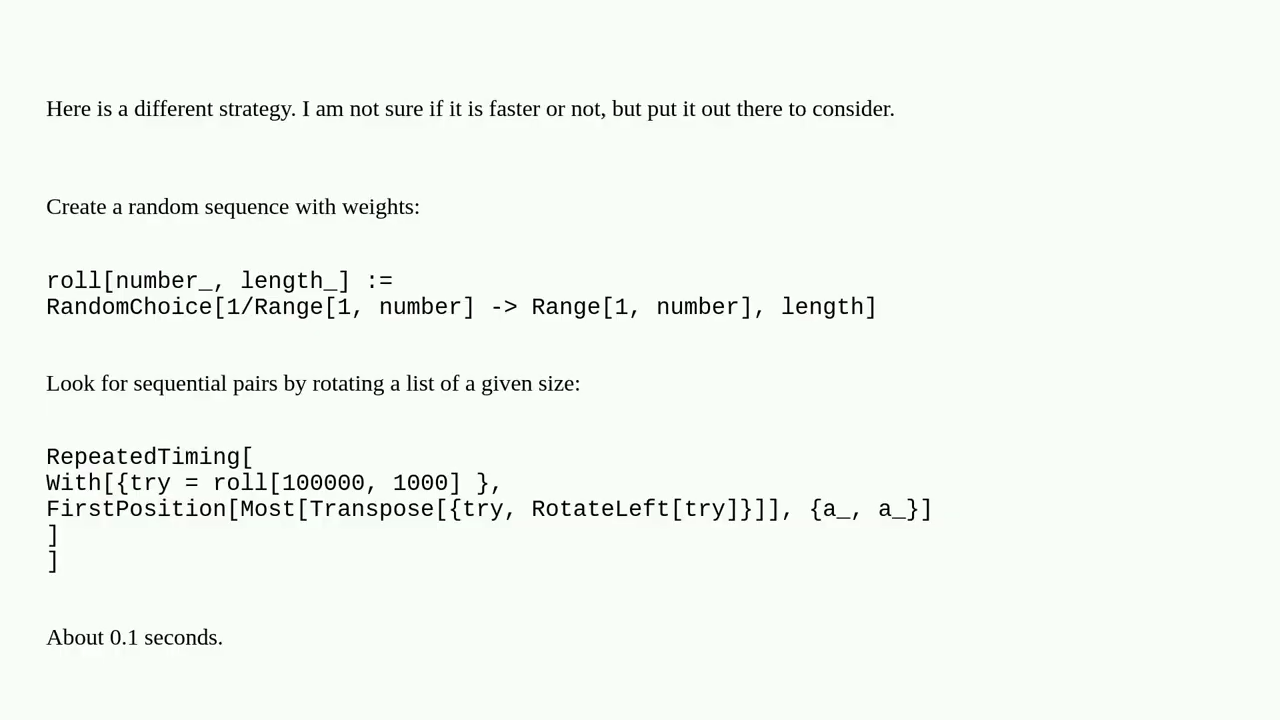 Here is a different strategy. I am not sure if it is faster or not, but put it out there to consider.
Create a random sequence with weights:
roll[number_, length_] :=
RandomChoice[1/Range[1, number] -> Range[1, number], length]
Look for sequential pairs by rotating a list of a given size:
RepeatedTiming[
With[{try = roll[100000, 1000] },
FirstPosition[Most[Transpose[{try, RotateLeft[try]}]], {a_, a_}]
]
]
About 0.1 seconds.